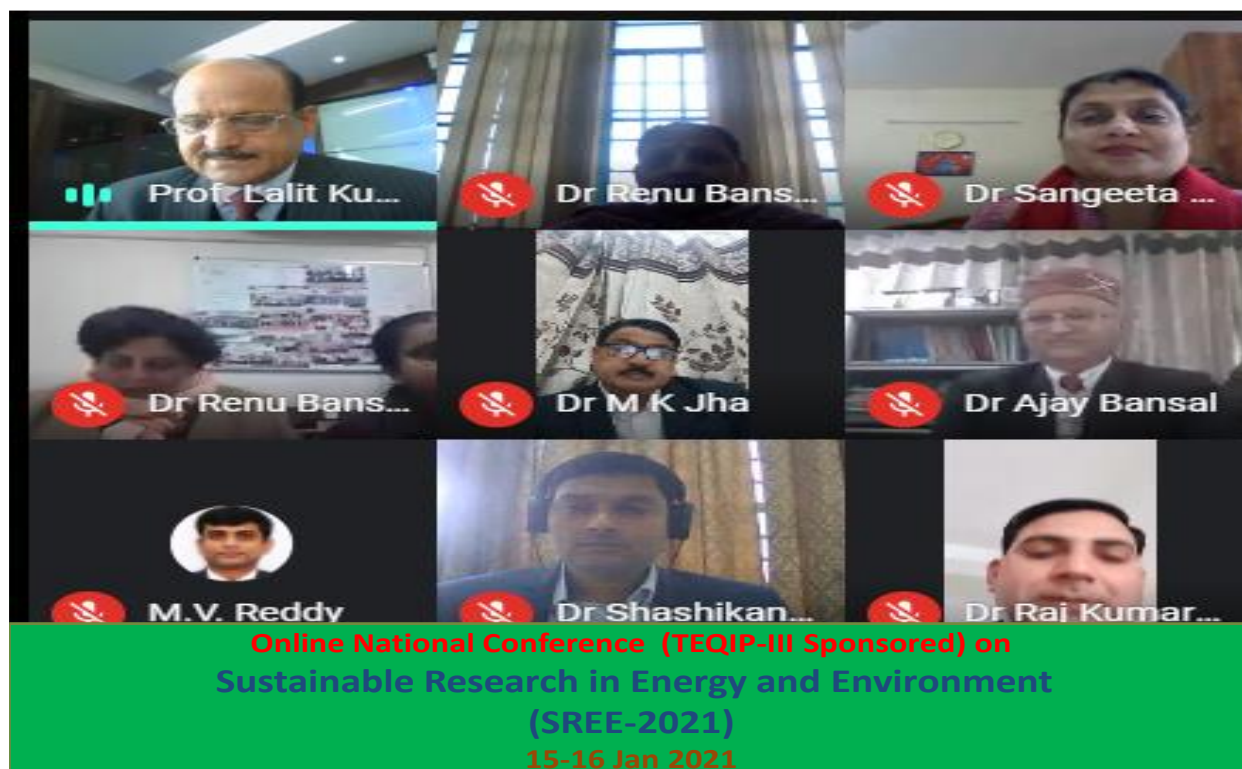 Prof. Lalit Ku...
Dr Renu Bans...
Dr Sangeeta ...
Dr Renu Bans...
Dr M K Jha
Dr Ajay Bansal
M.V. Reddy
Dr Shashikan...
Dr Raj Kumar...
Online National Conference (TEQIP-III Sponsored) on
Sustainable Research in Energy and Environment
(SREE-2021)
15-16 Jan 2021